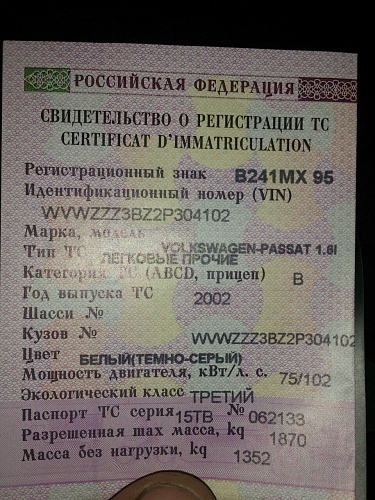 РОССИЙСКАЯ ФЕДЕРАЦИЯ
СВИДЕТЕЛЬСТВО О РЕГИСТРАЦИИ ТС
CERTIFICAT D'IMMATRICULATION
Регистрационный знак В241МХ 95
Идентификационный номер (VIN)
WVWZZZ3BZ2P304102
Марка, модель
VOLKSWAGEN-PASSAT 1.6I
Тип ТС ЛЕГКОВЫЕ ПРОЧИЕ
Категория ТС (ABCD, прицеп) B
Год выпуска ТС 2002
Шасси №
Кузов № WVWZZZ3BZ2P304102
Цвет БЕЛЫЙ(ТЕМНО-СЕРЫЙ)
Мощность двигателя, кВт/л. с. 75/102
Экологический класс ТРЕТИЙ
Паспорт ТС серия 15ТВ № 062133
Разрешенная max масса, kg 1870
Масса без нагрузки, kg 1352